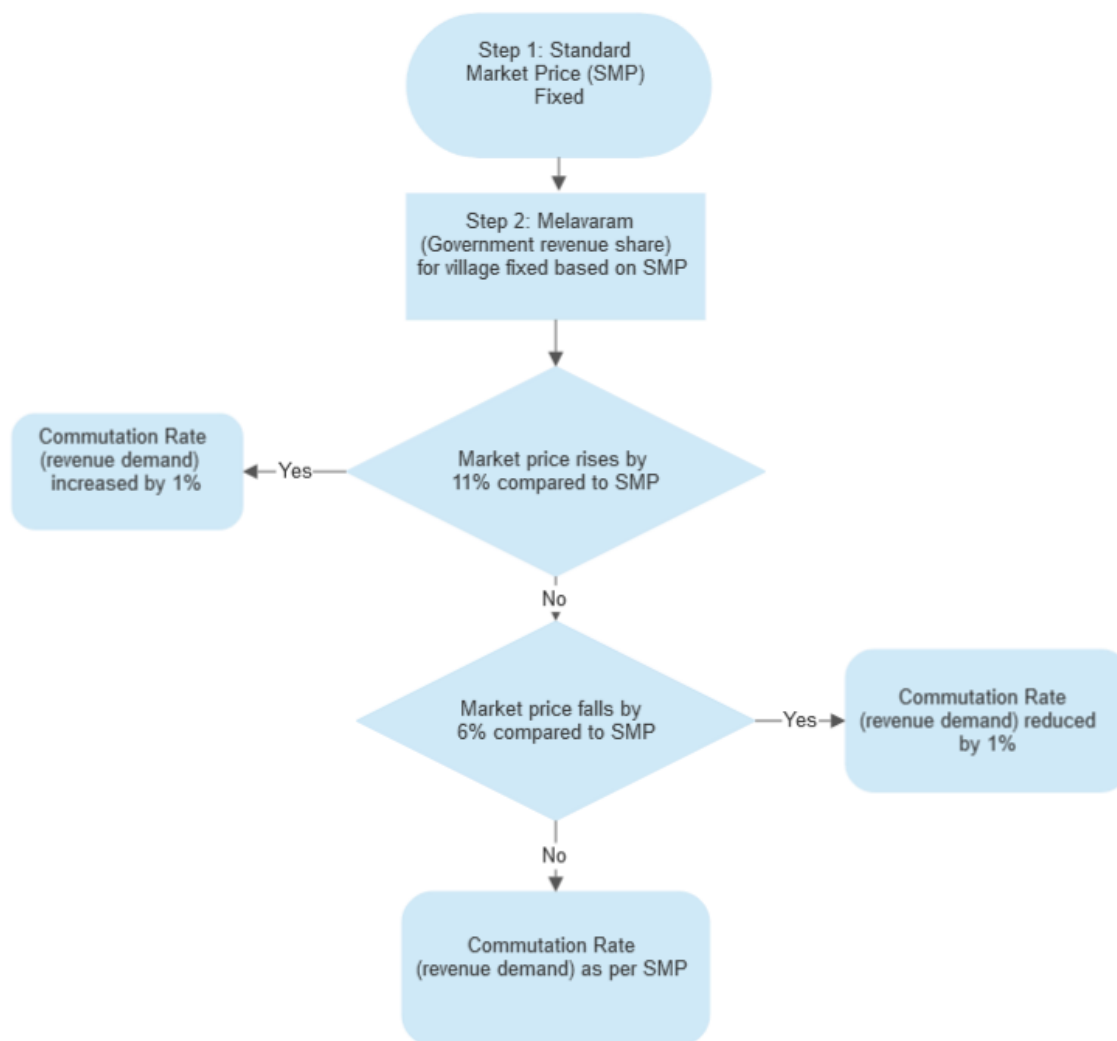 Step 1: Standard
Market Price (SMP)
Fixed
Step 2: Melavaram
(Government revenue share)
for village fixed based on SMP
Market price rises by
11% compared to SMP
Yes
Commutation Rate
(revenue demand)
increased by 1%
No
Market price falls by
6% compared to SMP
Yes
Commutation Rate
(revenue demand) reduced
by 1%
No
Commutation Rate
(revenue demand) as per SMP